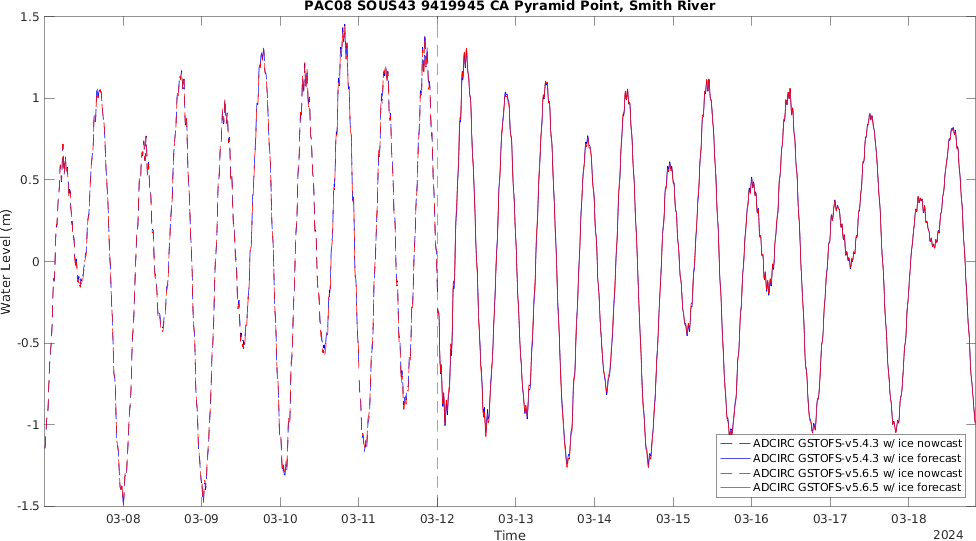 PAC08 SOUS43 9419945 CA Pyramid Point, Smith River
1.5
1
0.5
0
-0.5
-1
-1.5
Water Level (m)
ADCIRC GSTOFS-v5.4.3 w/ ice nowcast
ADCIRC GSTOFS-v5.4.3 w/ ice forecast
ADCIRC GSTOFS-v5.6.5 w/ ice nowcast
ADCIRC GSTOFS-v5.6.5 w/ ice forecast
03-08 03-09 03-10 03-11 03-12 03-13 03-14 03-15 03-16 03-17 03-18
Time
2024